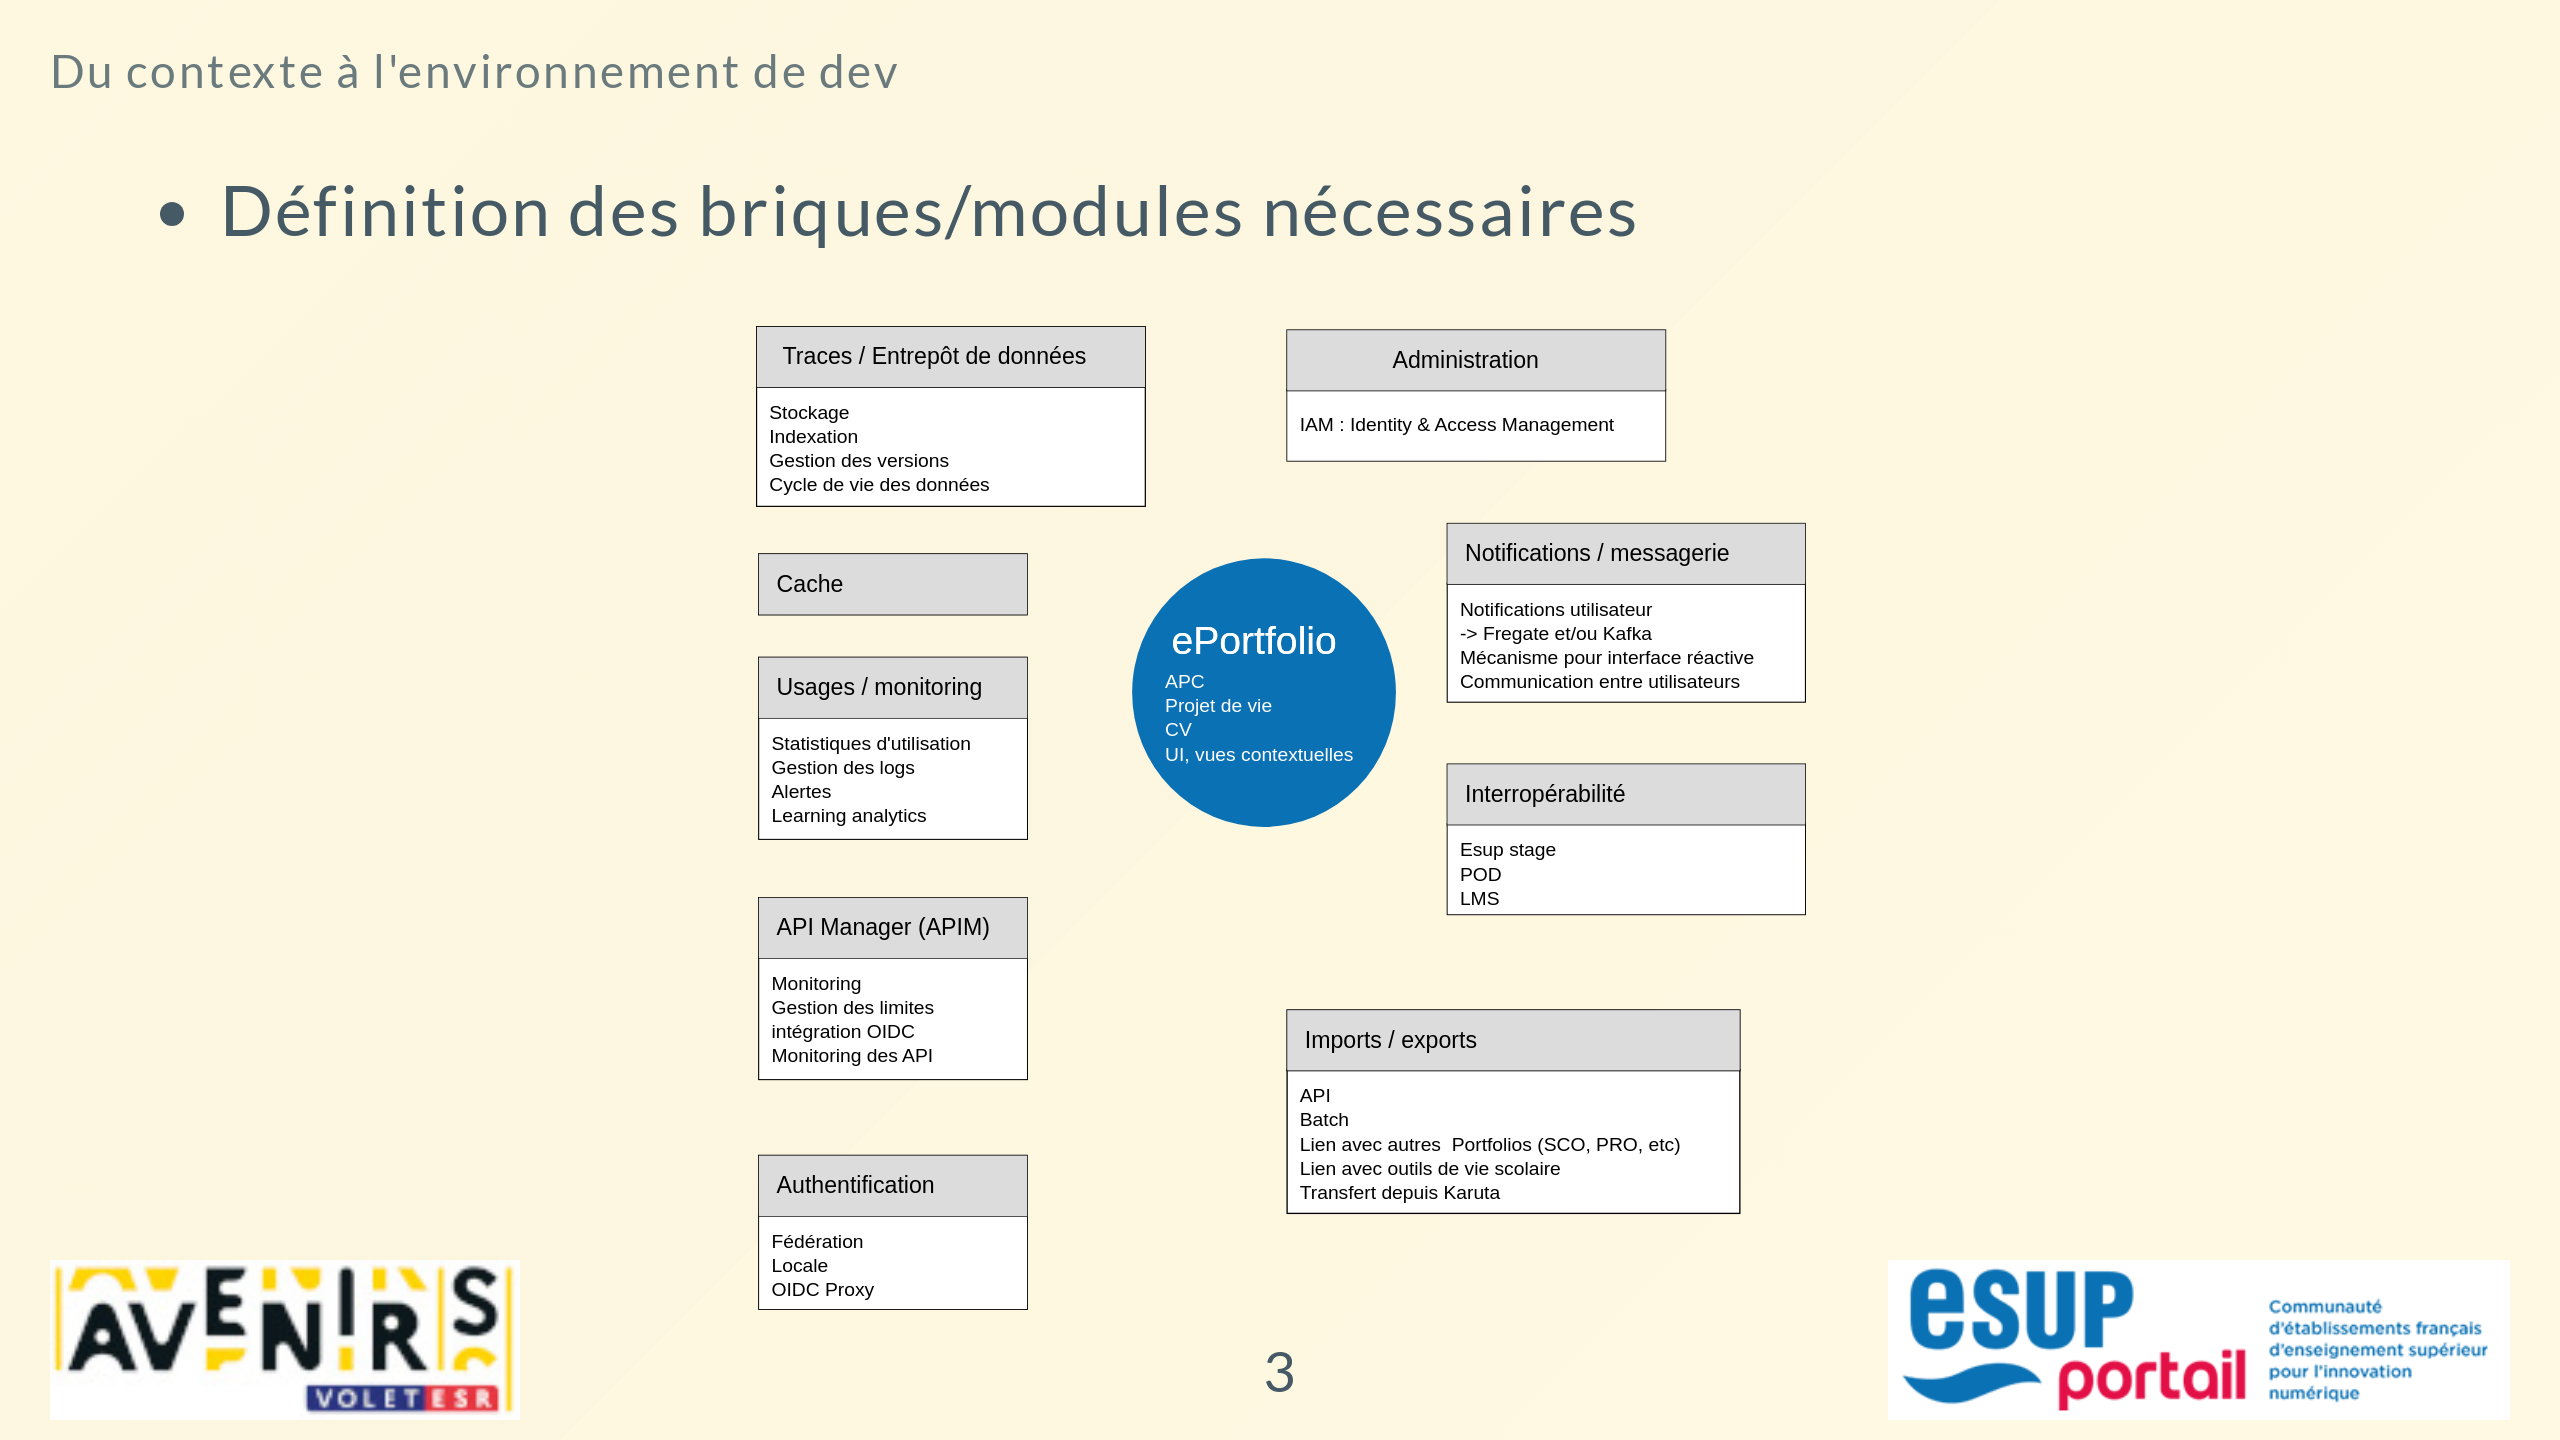 Du contexte à l'environnement de dev
• Définition des briques/modules nécessaires
Traces / Entrepôt de données
Stockage
Indexation
Gestion des versions
Cycle de vie des données
Administration
IAM : Identity & Access Management
Cache
Notifications / messagerie
Notifications utilisateur
-> Fregate et/ou Kafka
Mécanisme pour interface réactive
Communication entre utilisateurs
ePortfolio
APC
Projet de vie
CV
UI, vues contextuelles
Usages / monitoring
Statistiques d'utilisation
Gestion des logs
Alertes
Learning analytics
Interropérabilité
Esup stage
POD
LMS
API Manager (APIM)
Monitoring
Gestion des limites
intégration OIDC
Monitoring des API
Imports / exports
API
Batch
Lien avec autres  Portfolios (SCO, PRO, etc)
Lien avec outils de vie scolaire
Transfert depuis Karuta
Authentification
Fédération
Locale
OIDC Proxy
AVENIRS
VOLET ESR
3
esup
portail
Communauté
d'établissements français
d'enseignement supérieur
pour l'innovation
numérique